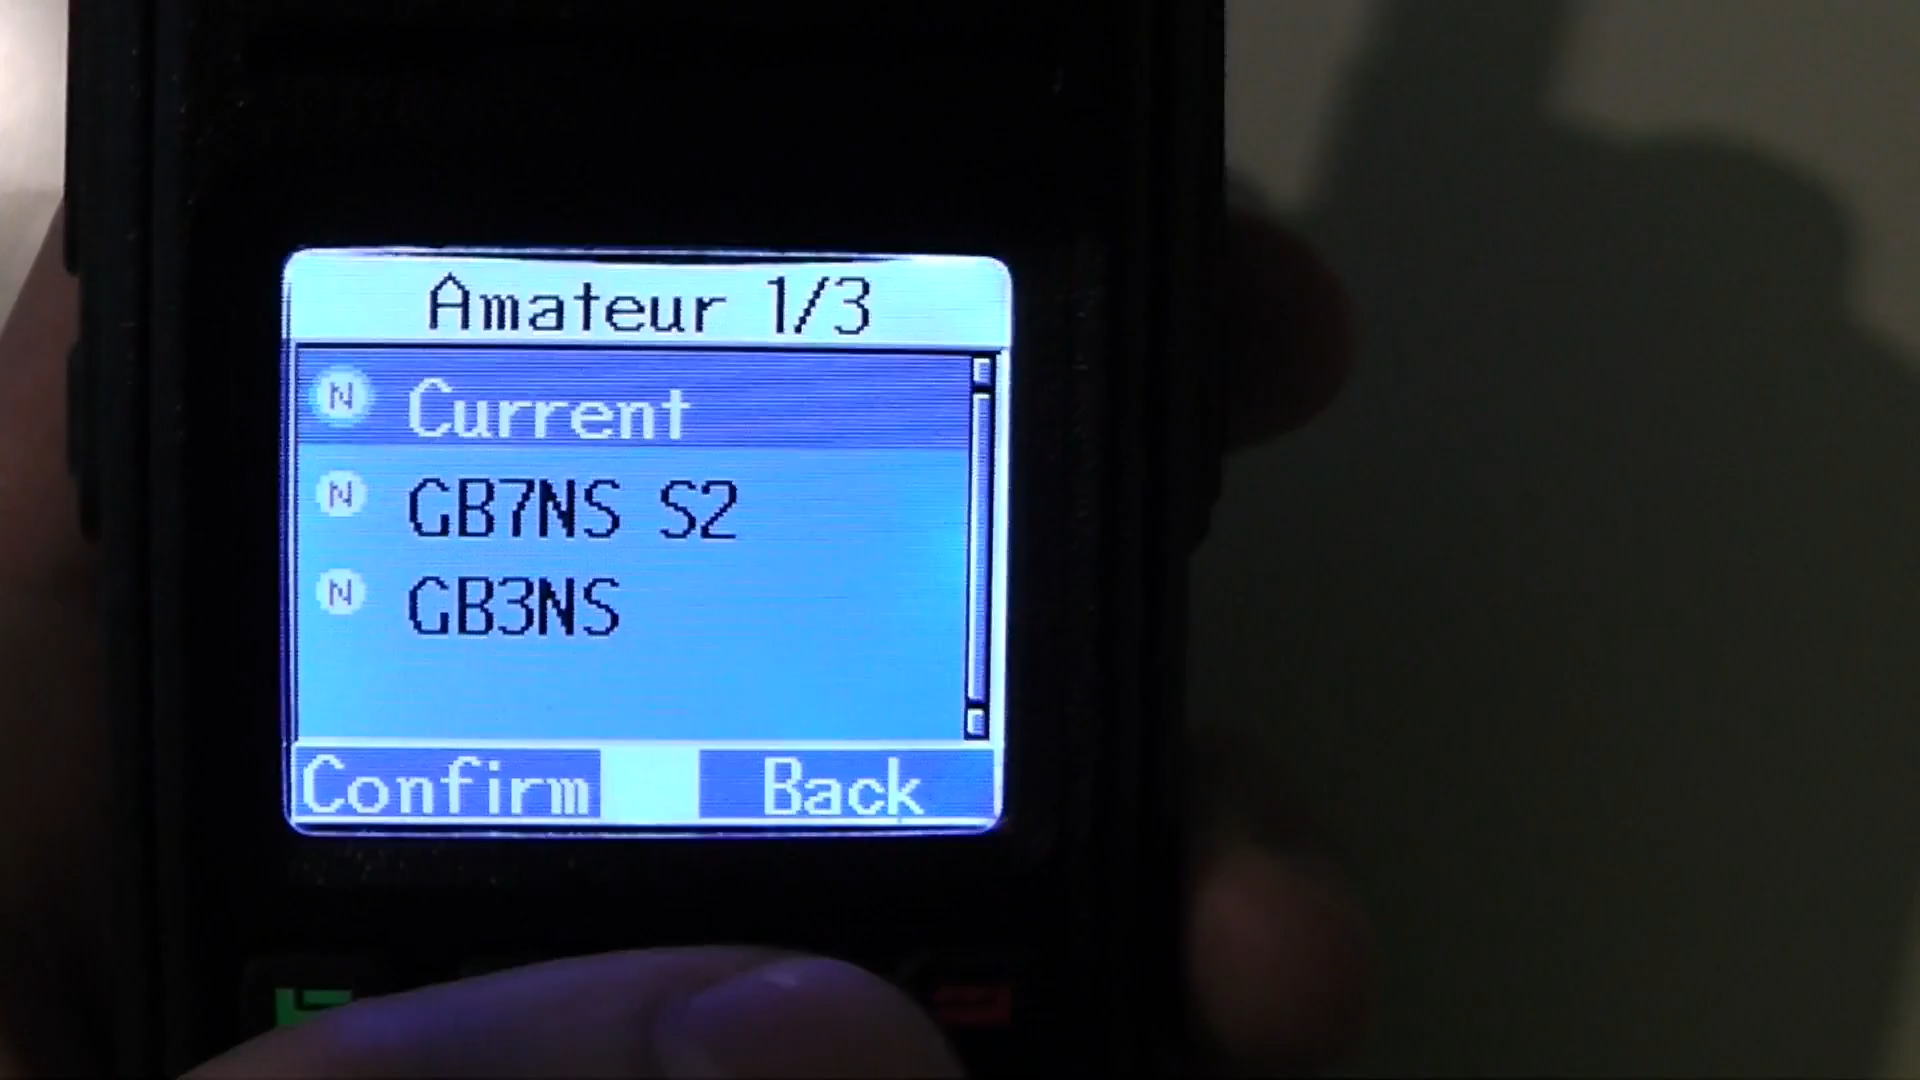 Amateur 1/3
N Current
N GB7NS S2
N GB3NS
Confirm Back